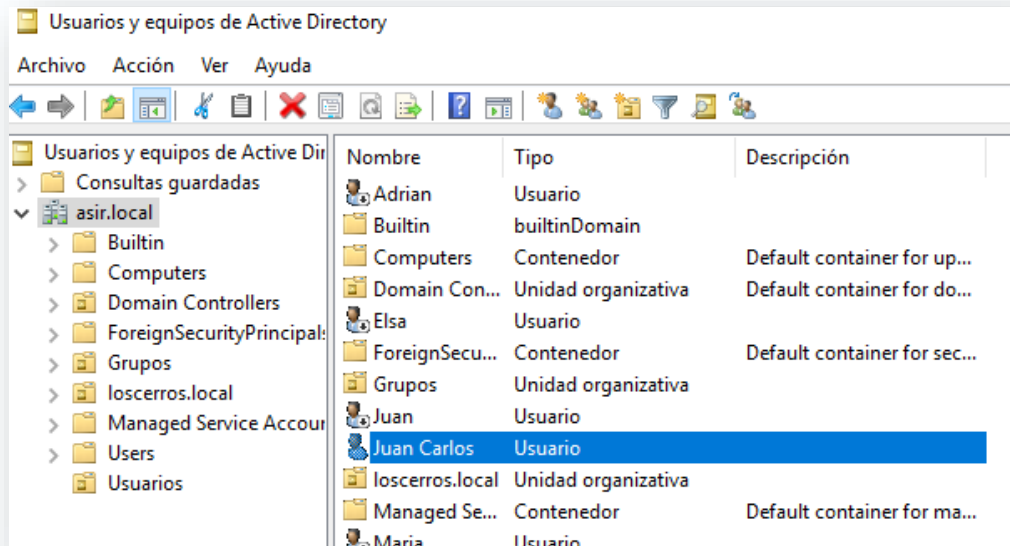 Usuarios y equipos de Active Directory
Archivo Acción Ver Ayuda
Usuarios y equipos de Active Dir
Consultas guardadas
asir.local
Builtin
Computers
Domain Controllers
ForeignSecurityPrincipal:
Grupos
loscerros.local
Managed Service Accour
Users
Usuarios
Nombre Tipo Descripción
Adrian Usuario
Builtin builtinDomain
Computers Contenedor Default container for up...
Domain Con... Unidad organizativa Default container for do...
Elsa Usuario
ForeignSecu... Contenedor Default container for sec...
Grupos Unidad organizativa
Juan Usuario
Juan Carlos Usuario
loscerros.local Unidad organizativa
Managed Se... Contenedor Default container for ma...
Maria Usuario